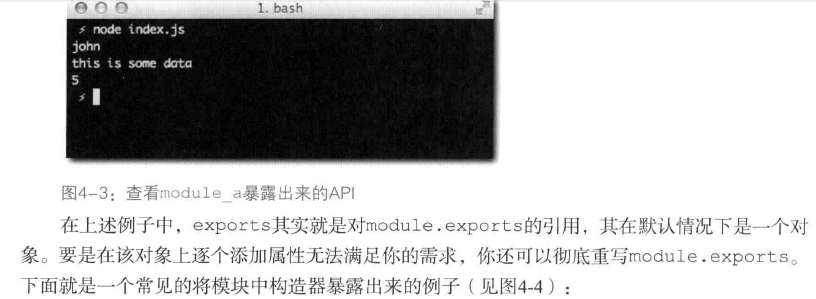 1. bash
⚡ node index.js
john
this is some data
5
⚡
图4-3：查看module_a暴露出来的API
在上述例子中，exports其实就是对module.exports的引用，其在默认情况下是一个对
象。要是在该对象上逐个添加属性无法满足你的需求，你还可以彻底重写module.exports。
下面就是一个常见的将模块中构造器暴露出来的例子（见图4-4）：